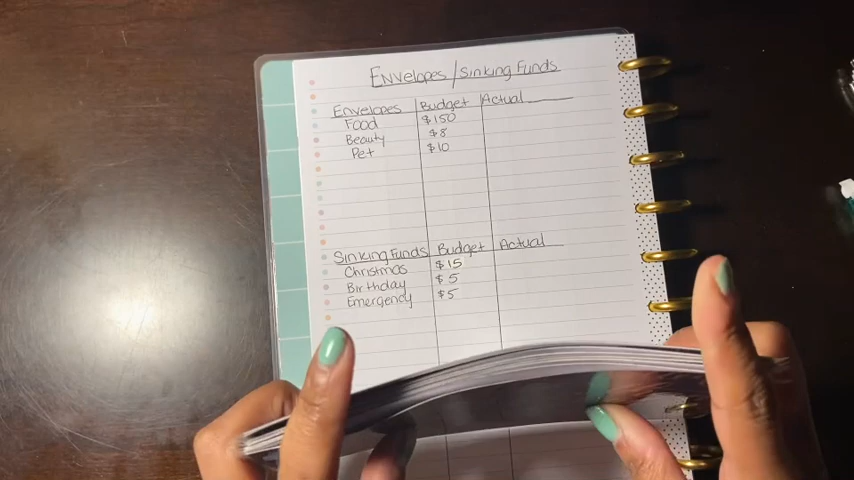 Envelopes/Sinking Funds
Envelopes Budget Actual
Food $150
Beauty $8
Pet $10
Sinking Funds Budget Actual
Christmas $15
Birthday $5
Emergency $5